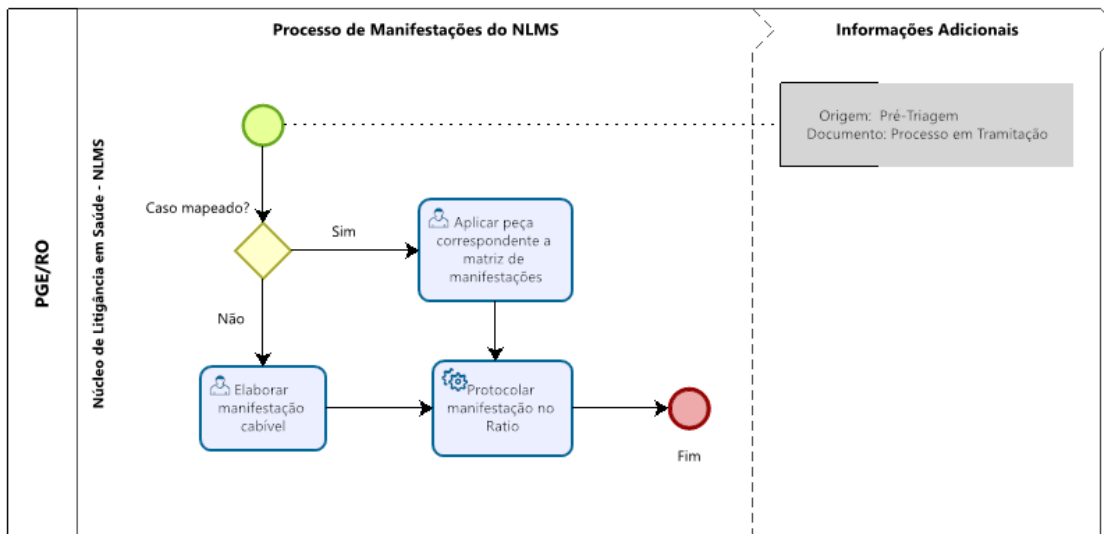 Processo de Manifestações do NLMS
Informações Adicionais
PGE/RO
Núcleo de Litigância em Saúde - NLMS
Origem:  Pré-Triagem
Documento: Processo em Tramitação
Caso mapeado?
Sim
Aplicar peça
correspondente a
matriz de
manifestações
Não
Elaborar
manifestação
cabível
Protocolar
manifestação no
Ratio
Fim